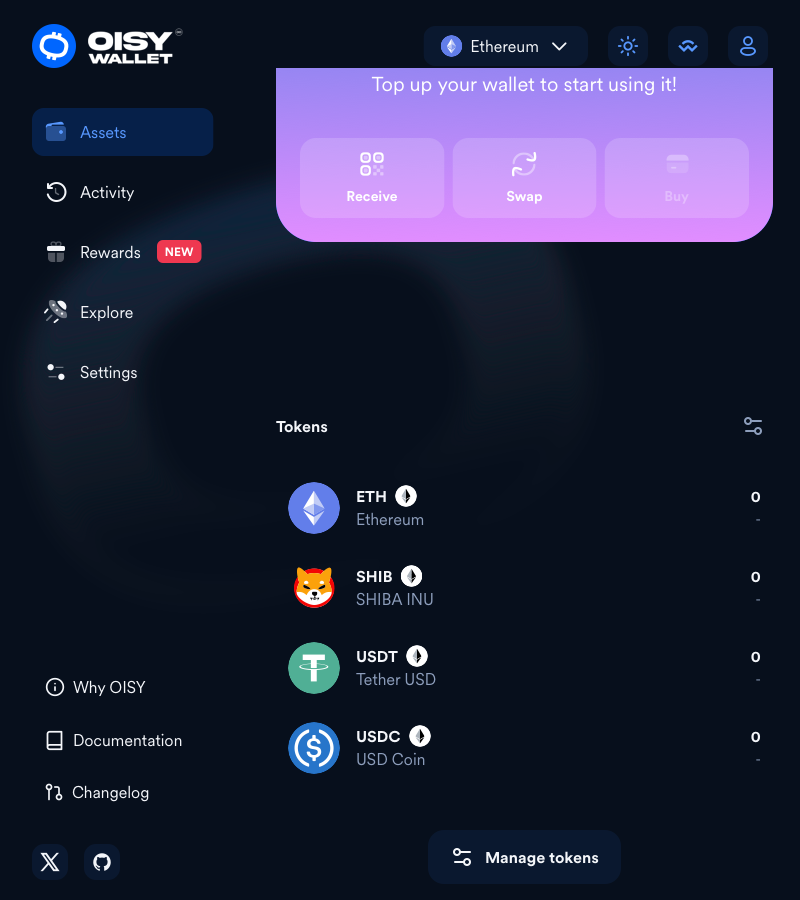 OISY
WALLET
Ethereum
Top up your wallet to start using it!
Assets
Receive
Swap
Buy
Activity
Rewards
NEW
Explore
Settings
Tokens
ETH
0
Ethereum
-
SHIB
0
SHIBA INU
-
USDT
0
Tether USD
-
USDC
0
USD Coin
-
Why OISY
Documentation
Changelog
Manage tokens